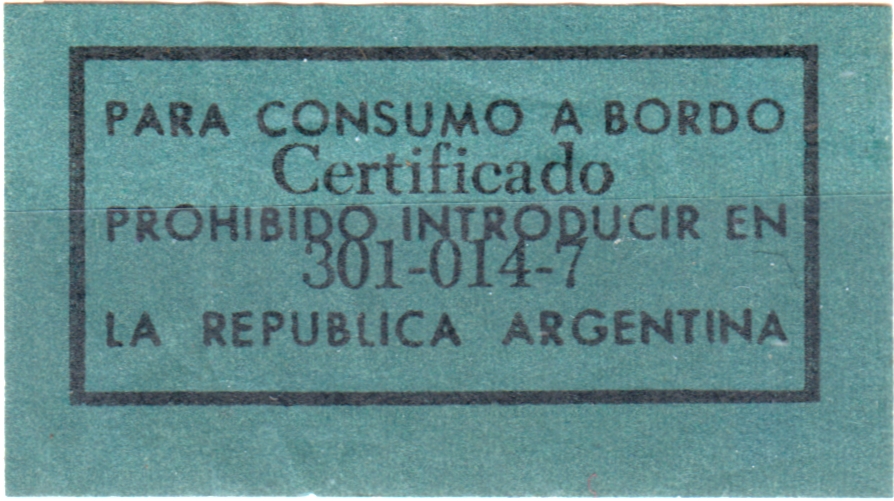 PARA CONSUMO A BORDO
Certificado
PROHIBIDO INTRODUCIR EN
301-014-7
LA REPUBLICA ARGENTINA